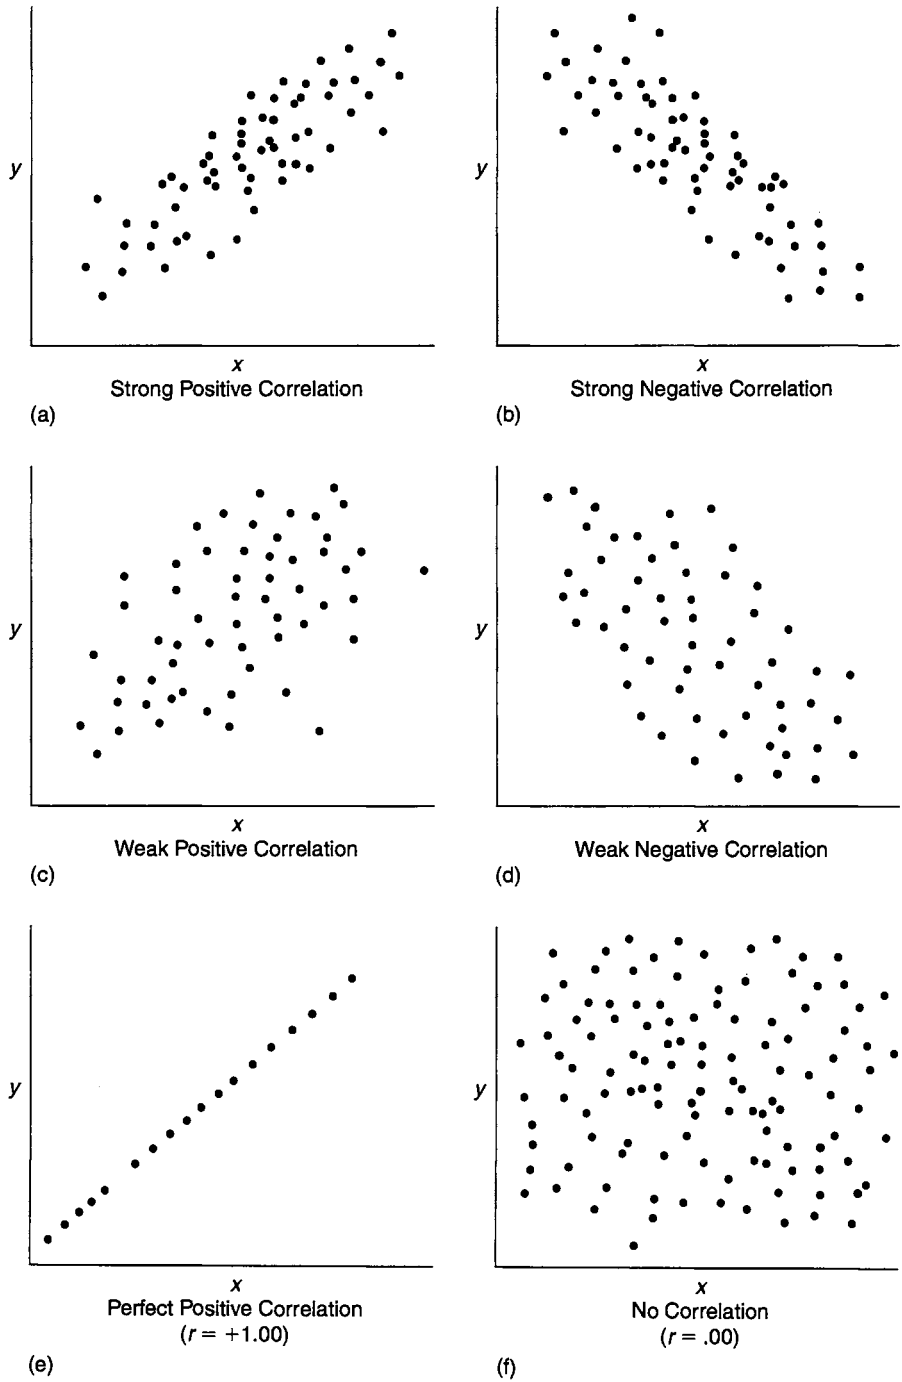 y
y
x
x
Strong Positive Correlation
Strong Negative Correlation
(a)
(b)
y
y
x
x
Weak Positive Correlation
Weak Negative Correlation
(c)
(d)
y
y
x
x
Perfect Positive Correlation
No Correlation
(r = +1.00)
(r = .00)
(e)
(f)